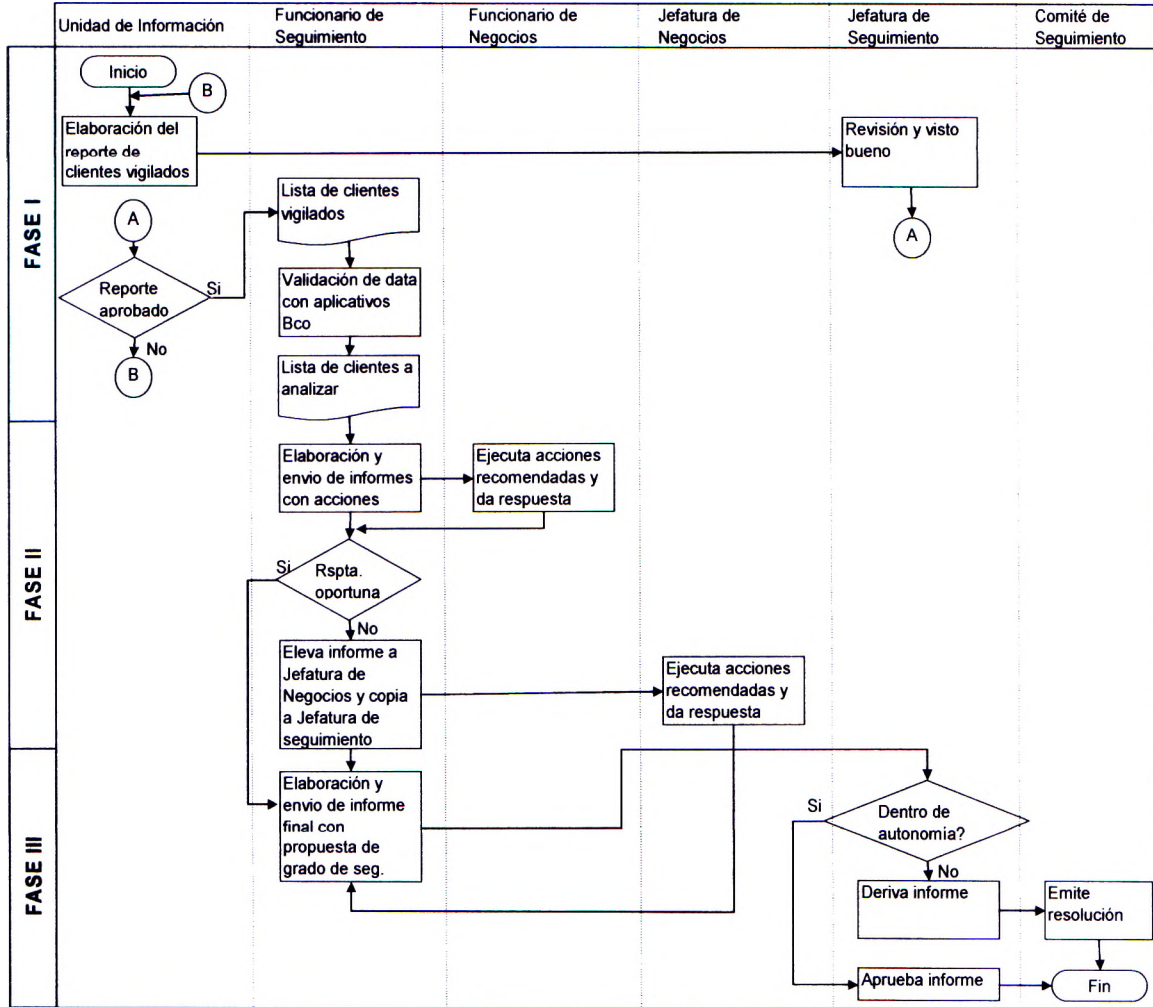 Unidad de Información
Funcionario de
Seguimiento
Funcionario de
Negocios
Jefatura de
Negocios
Jefatura de
Seguimiento
Comité de
Seguimiento
FASE I
Inicio
B
Elaboración del
reporte de
clientes vigilados
Revisión y visto
bueno
A
A
Reporte
aprobado
Si
No
B
Lista de clientes
vigilados
Validación de data
con aplicativos
Bco
Lista de clientes a
analizar
FASE II
Elaboración y
envio de informes
con acciones
Ejecuta acciones
recomendadas y
da respuesta
Si
Rspta.
oportuna
No
Eleva informe a
Jefatura de
Negocios y copia
a Jefatura de
seguimiento
Ejecuta acciones
recomendadas y
da respuesta
FASE III
Elaboración y
envio de informe
final con
propuesta de
grado de seg.
Si
Dentro de
autonomia?
No
Deriva informe
Emite
resolución
Aprueba informe
Fin